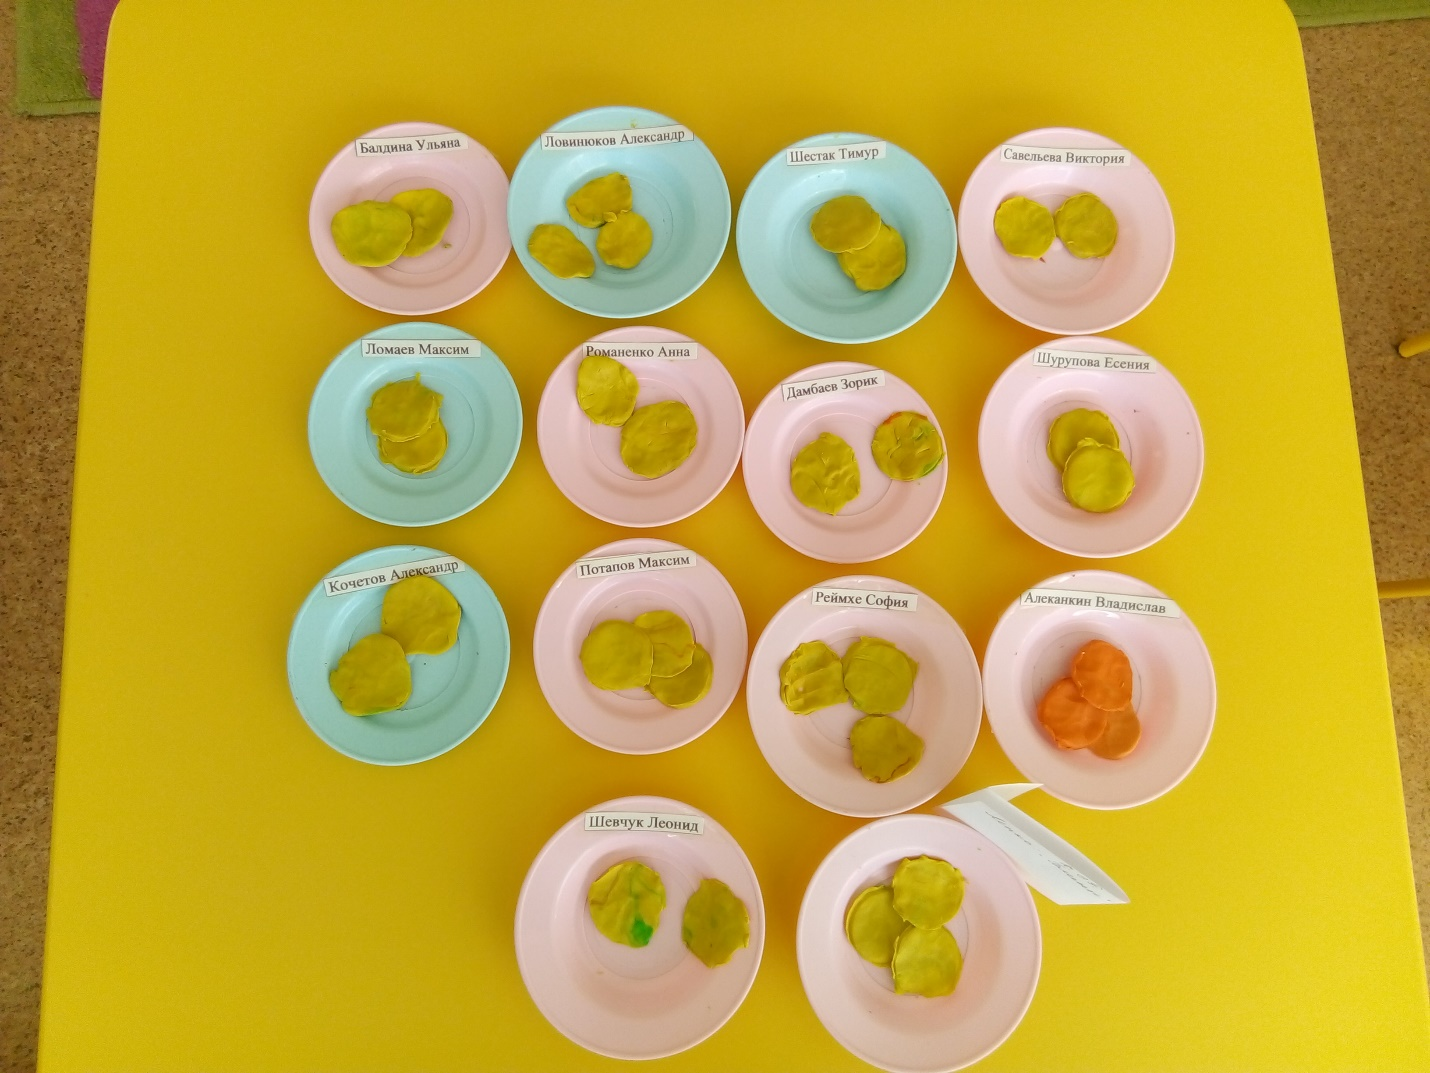 Балдина Ульяна
Ловинюков Александр
Шестак Тимур
Савельева Виктория
Ломаев Максим
Романенко Анна
Дамбаев Зорик
Шурупова Есения
Кочетов Александр
Потапов Максим
Реймхе София
Алеканкин Владислав
Шевчук Леонид